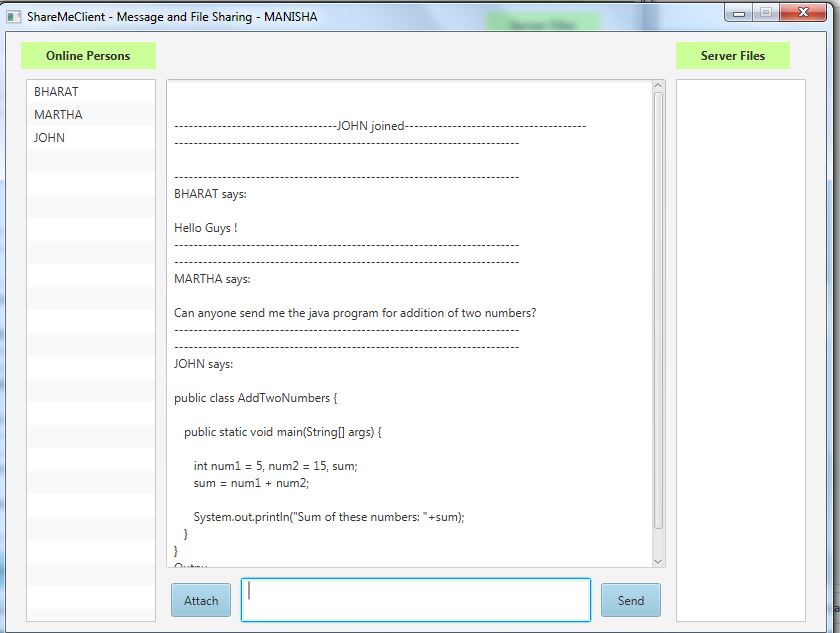 ShareMeClient - Message and File Sharing - MANISHA
Online Persons
Server Files
BHARAT
MARTHA
JOHN
----------------------------------JOHN joined--------------------------------------
------------------------------------------------------------------------
------------------------------------------------------------------------
BHARAT says:
Hello Guys !
------------------------------------------------------------------------
------------------------------------------------------------------------
MARTHA says:
Can anyone send me the java program for addition of two numbers?
------------------------------------------------------------------------
------------------------------------------------------------------------
JOHN says:
public class AddTwoNumbers {
public static void main(String[] args) {
int num1 = 5, num2 = 15, sum;
sum = num1 + num2;
System.out.println("Sum of these numbers: "+sum);
}
}
Attach
Send